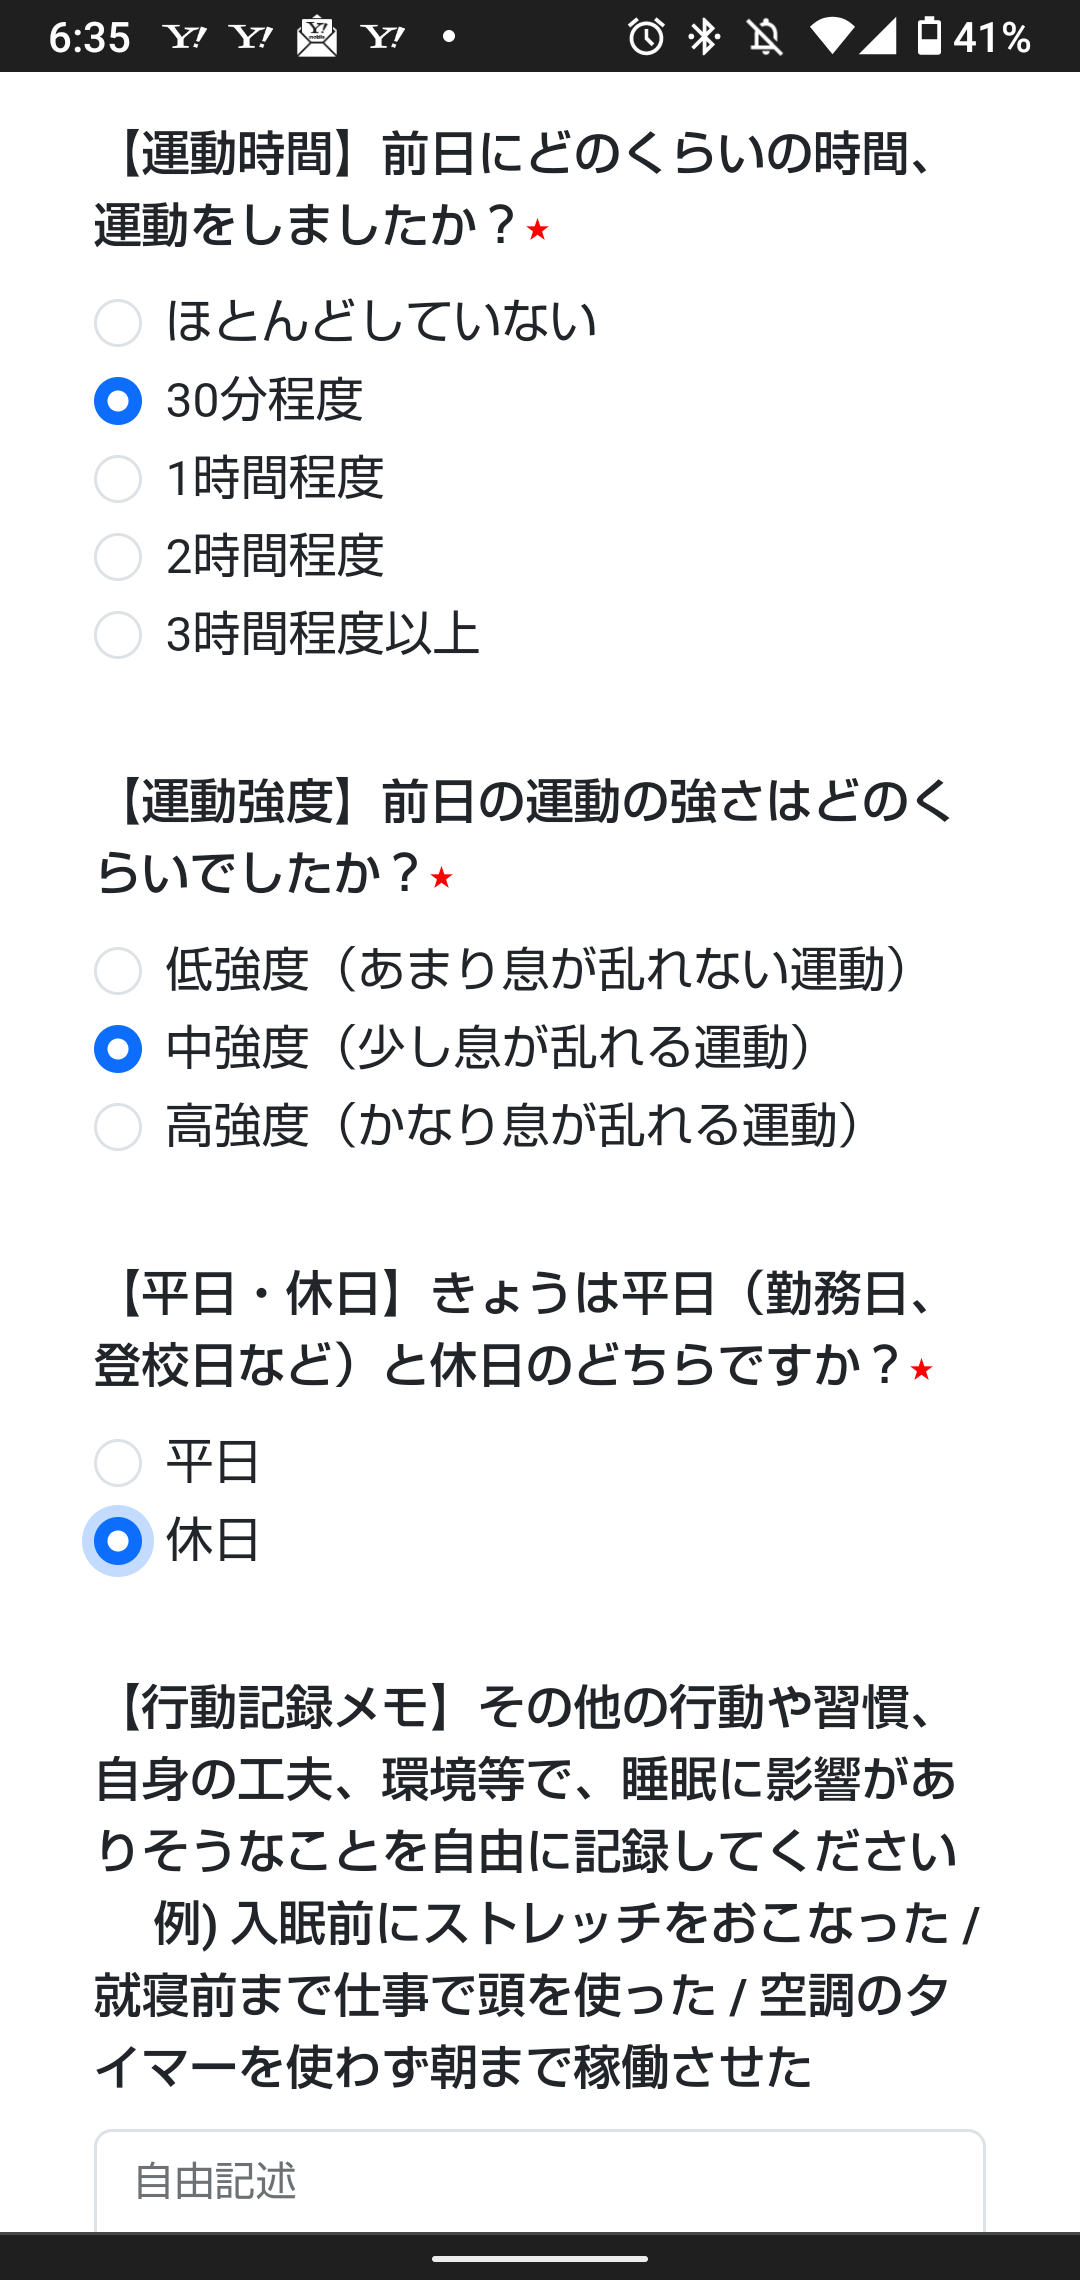 6:35 Y! Y! Y! mobile Y! 41%
【運動時間】前日にどのくらいの時間、
運動をしましたか？★
ほとんどしていない
30分程度
1時間程度
2時間程度
3時間程度以上
【運動強度】前日の運動の強さはどのく
らいでしたか？★
低強度（あまり息が乱れない運動）
中強度（少し息が乱れる運動）
高強度（かなり息が乱れる運動）
【平日・休日】きょうは平日（勤務日、
登校日など）と休日のどちらですか？★
平日
休日
【行動記録メモ】その他の行動や習慣、
自身の工夫、環境等で、睡眠に影響があ
りそうなことを自由に記録してください
例) 入眠前にストレッチをおこなった /
就寝前まで仕事で頭を使った / 空調のタ
イマーを使わず朝まで稼働させた
自由記述